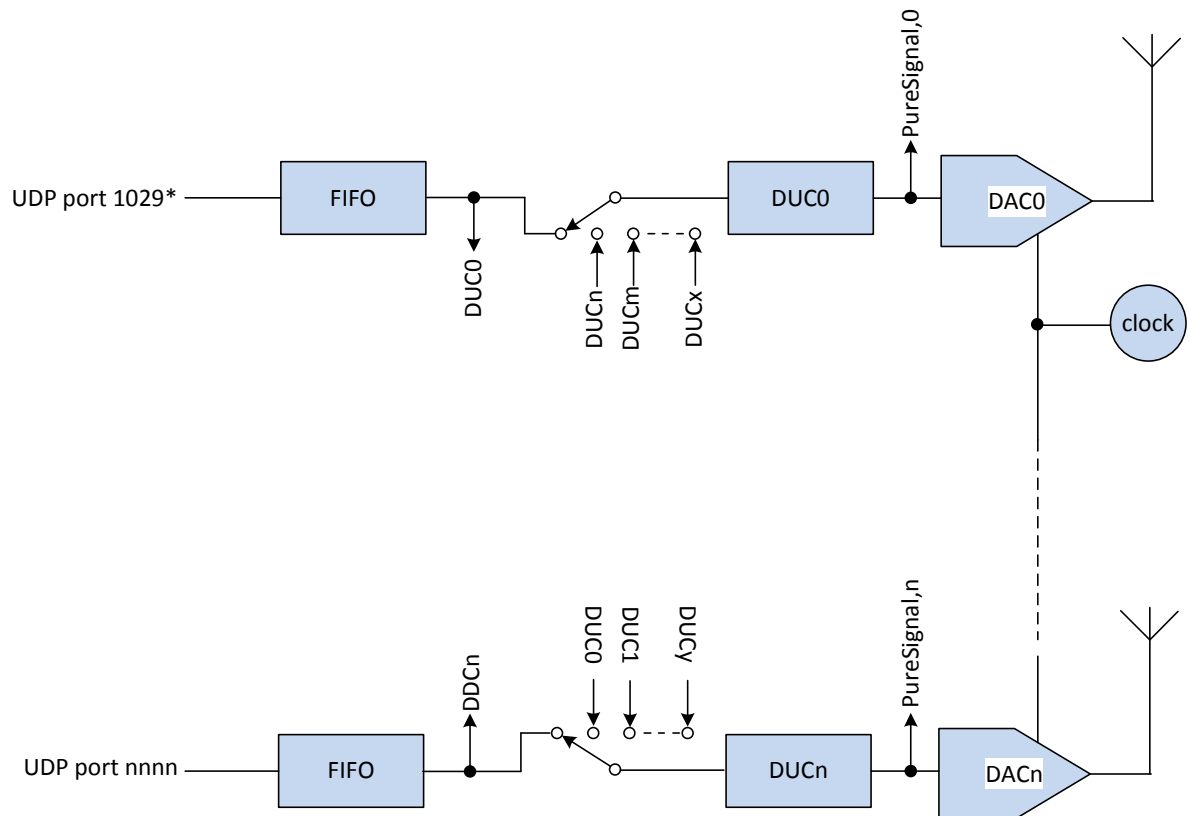 PureSignal,0
UDP port 1029*
FIFO
DUC0
DAC0
DUC0
DUCn
DUCm
DUCx
clock
DUC0
DUC1
DUCy
DDCn
PureSignal,n
UDP port nnnn
FIFO
DUCn
DACn